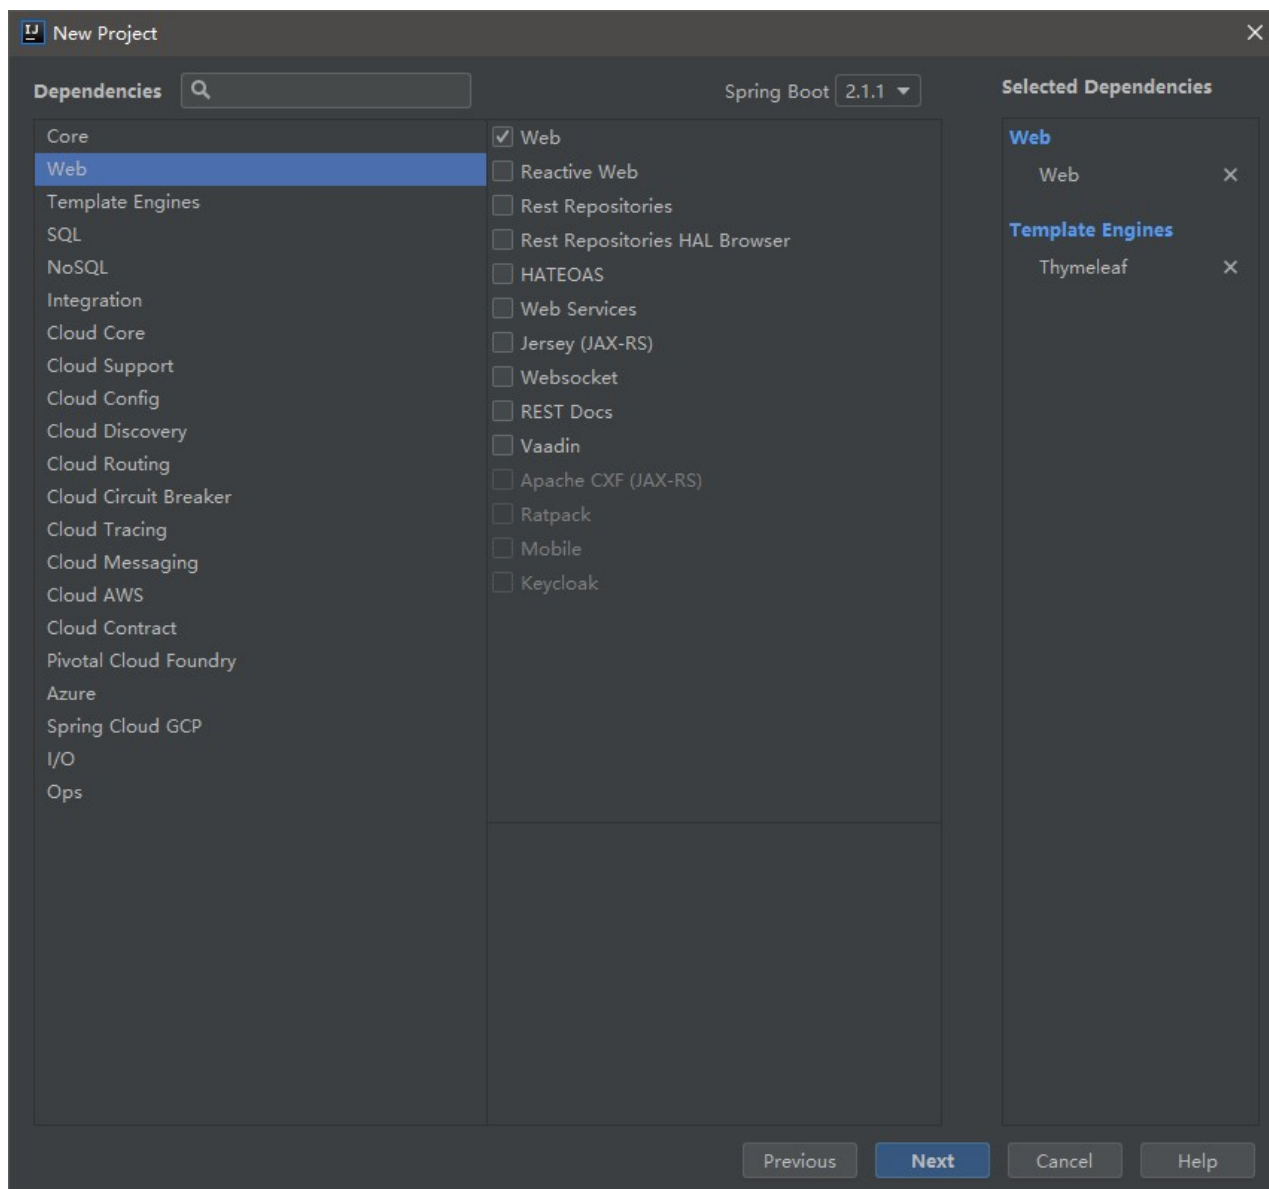 New Project
Dependencies
Spring Boot 2.1.1
Selected Dependencies
Core
Web
Template Engines
SQL
NoSQL
Integration
Cloud Core
Cloud Support
Cloud Config
Cloud Discovery
Cloud Routing
Cloud Circuit Breaker
Cloud Tracing
Cloud Messaging
Cloud AWS
Cloud Contract
Pivotal Cloud Foundry
Azure
Spring Cloud GCP
I/O
Ops
Web
Reactive Web
Rest Repositories
Rest Repositories HAL Browser
HATEOAS
Web Services
Jersey (JAX-RS)
Websocket
REST Docs
Vaadin
Apache CXF (JAX-RS)
Ratpack
Mobile
Keycloak
Web
Web
Template Engines
Thymeleaf
Previous
Next
Cancel
Help